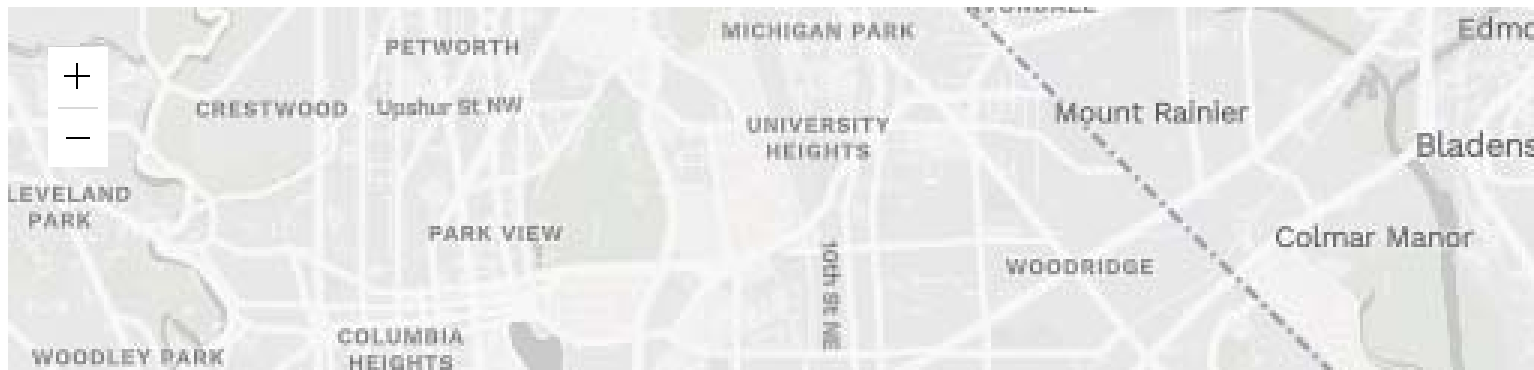 MICHIGAN PARK
Edmo
PETWORTH
CRESTWOOD
Upshur St NW
Mount Rainier
UNIVERSITY
HEIGHTS
Bladens
LEVELAND
PARK
PARK VIEW
Colmar Manor
WOODRIDGE
10th St NE
COLUMBIA
HEIGHTS
WOODLEY PARK
+
−